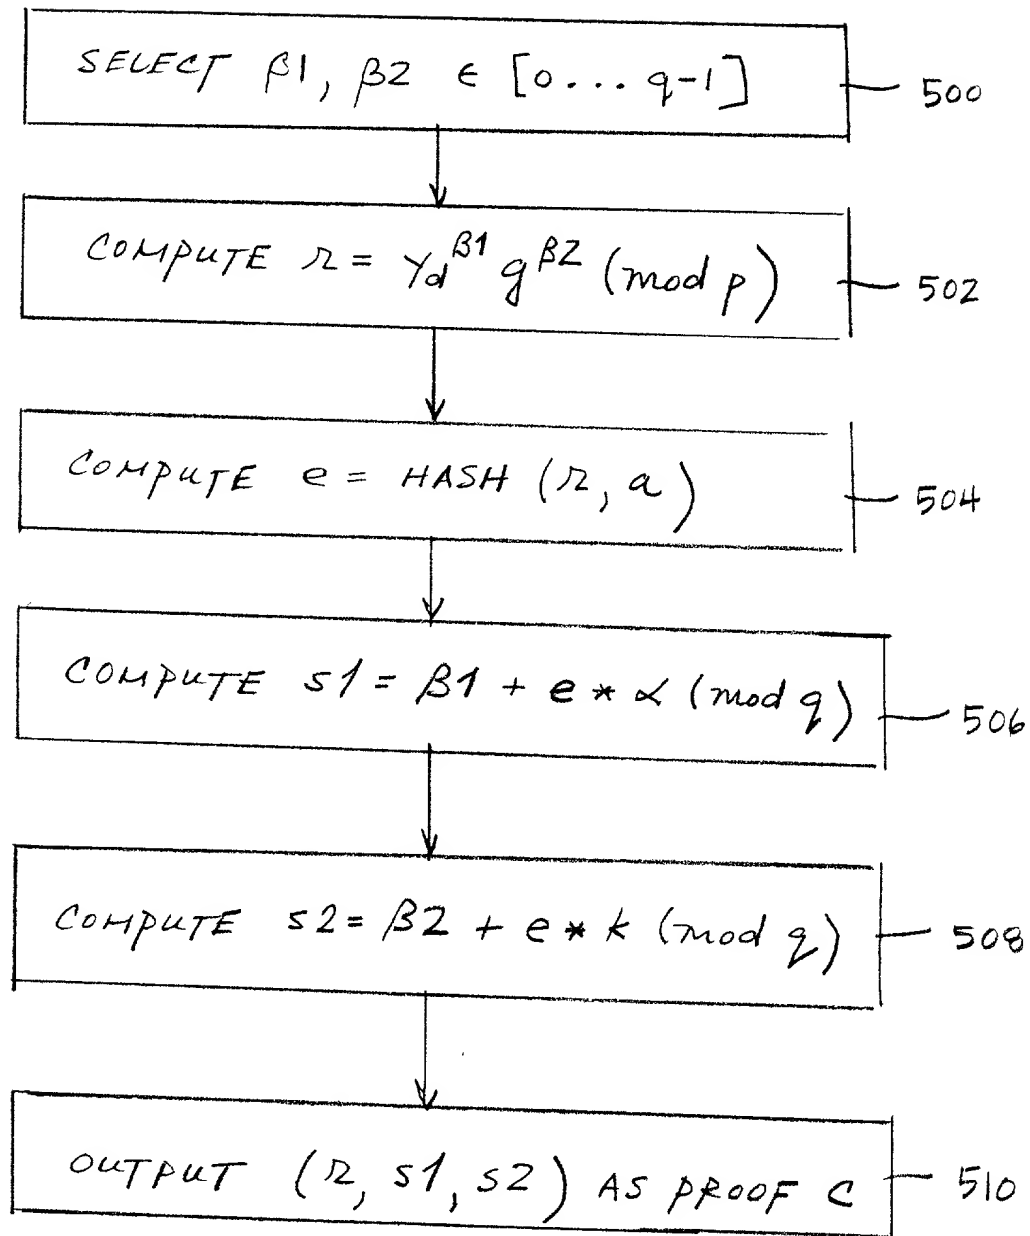 SELECT β1, β2 ∈ [0... q-1]
500
COMPUTE r = Yd^β1 g^β2 (mod p)
502
COMPUTE e = HASH (r, a)
504
COMPUTE s1 = β1 + e * α (mod q)
506
COMPUTE s2 = β2 + e * k (mod q)
508
OUTPUT (r, s1, s2) AS PROOF C
510